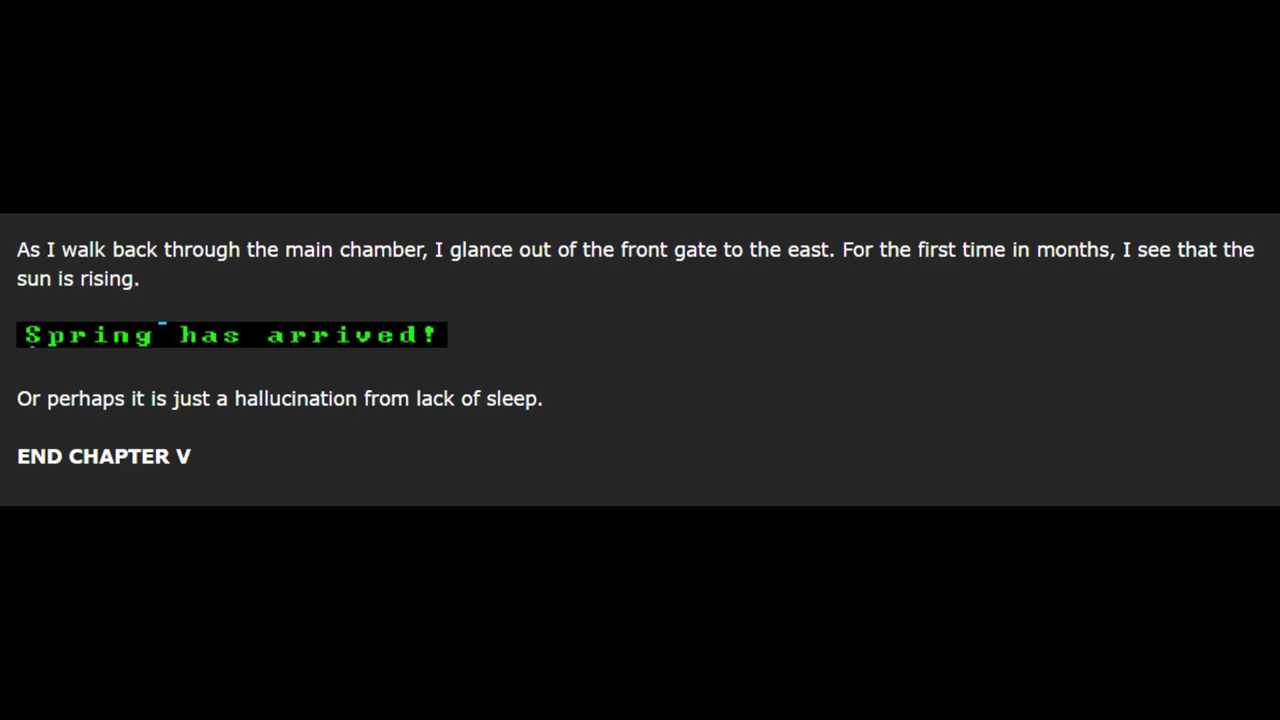 As I walk back through the main chamber, I glance out of the front gate to the east. For the first time in months, I see that the
sun is rising.
Spring has arrived!
Or perhaps it is just a hallucination from lack of sleep.
END CHAPTER V